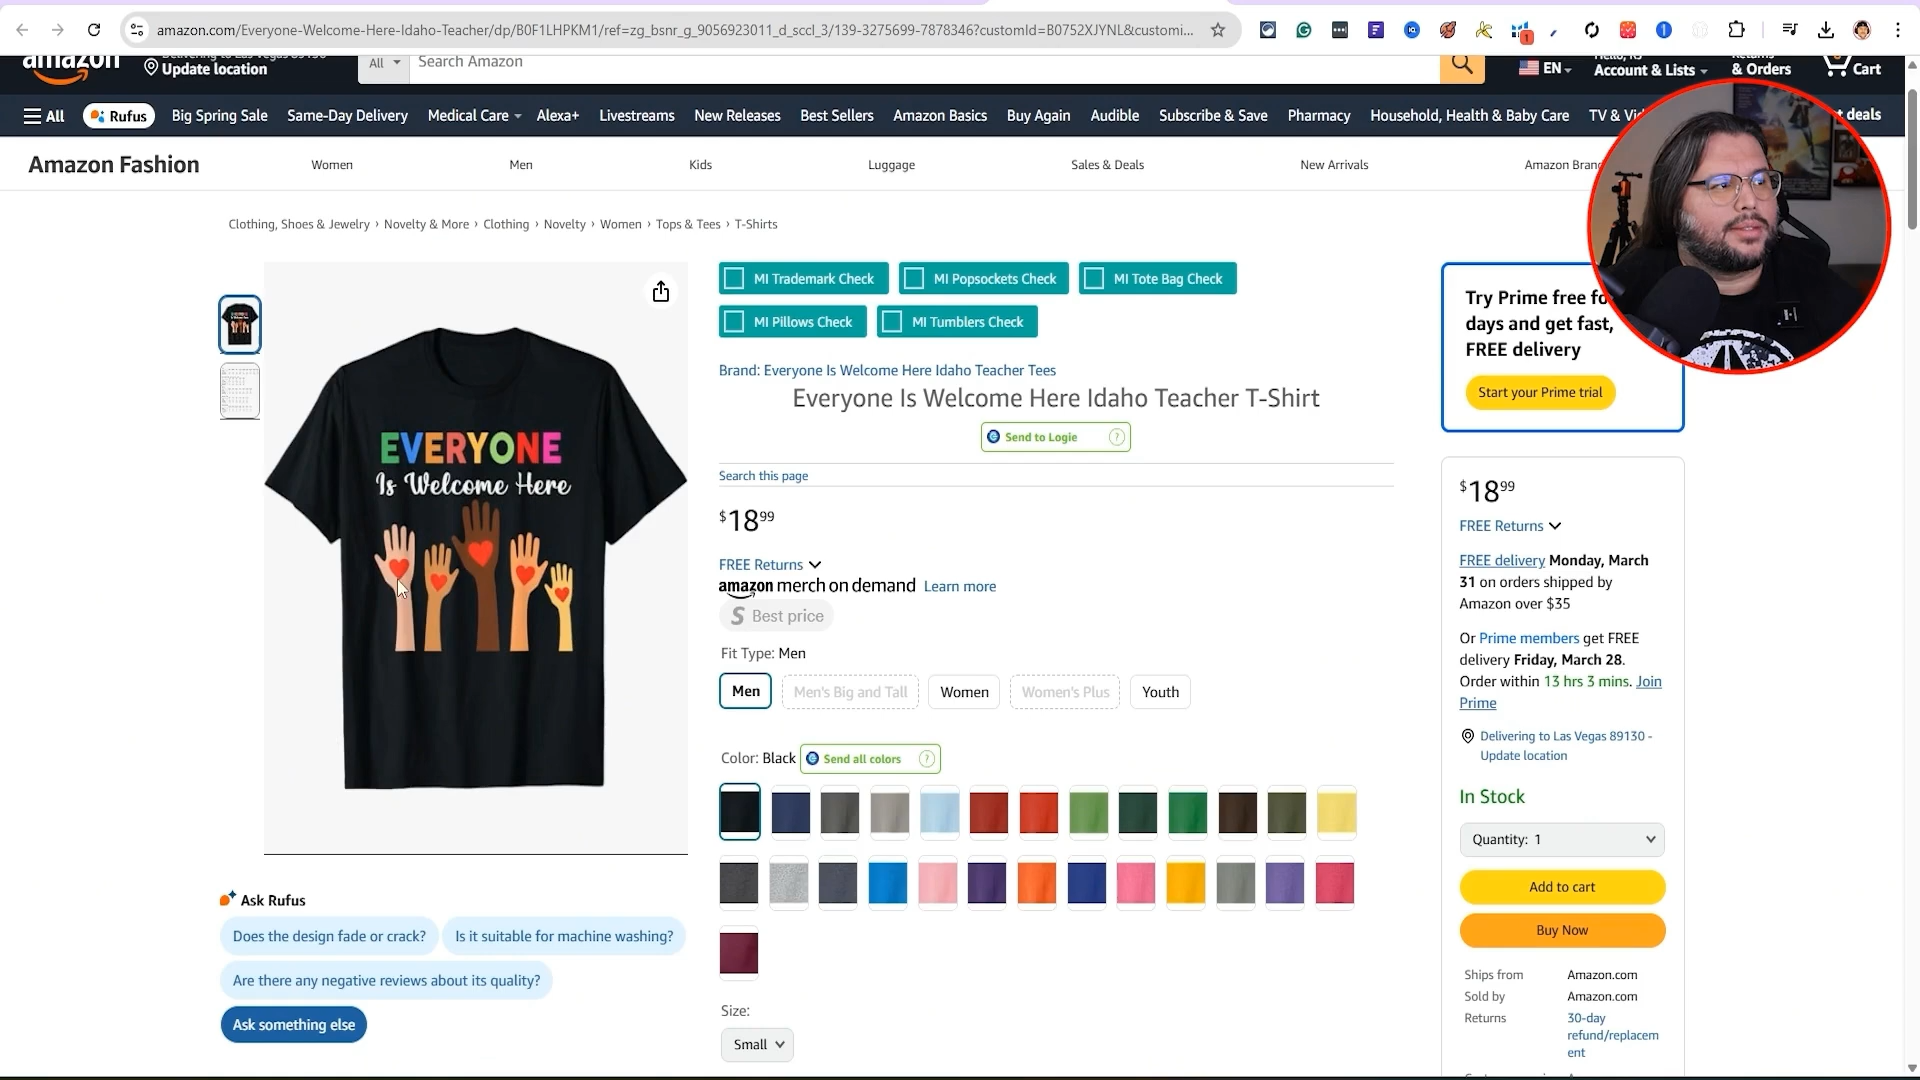 amazon.com/Everyone-Welcome-Here-Idaho-Teacher/dp/B0F1LHPKM1/ref=zg_bsnr_g_9056923011_d_sccl_3/139-3275699-7878346?customId=B0752XJYNL&customi...
amazon
Update location
All
Search Amazon
EN
Account & Lists
& Orders
Cart
All
Rufus
Big Spring Sale
Same-Day Delivery
Medical Care
Alexa+
Livestreams
New Releases
Best Sellers
Amazon Basics
Buy Again
Audible
Subscribe & Save
Pharmacy
Household, Health & Baby Care
deals
Amazon Fashion
Women
Men
Kids
Luggage
Sales & Deals
New Arrivals
Amazon
Clothing, Shoes & Jewelry › Novelty & More › Clothing › Novelty › Women › Tops & Tees › T-Shirts
MI Trademark Check
MI Popsockets Check
MI Tote Bag Check
MI Pillows Check
MI Tumblers Check
Brand: Everyone Is Welcome Here Idaho Teacher Tees
Everyone Is Welcome Here Idaho Teacher T-Shirt
Send to Logie ?
Search this page
$18 99
FREE Returns
amazon merch on demand Learn more
S Best price
Fit Type: Men
Men
Men's Big and Tall
Women
Women's Plus
Youth
Color: Black
Send all colors ?
Size:
Small
EVERYONE
Is Welcome Here
Ask Rufus
Does the design fade or crack?
Is it suitable for machine washing?
Are there any negative reviews about its quality?
Ask something else
Try Prime free
days and get fast,
FREE delivery
Start your Prime trial
$18 99
FREE Returns
FREE delivery Monday, March
31 on orders shipped by
Amazon over $35
Or Prime members get FREE
delivery Friday, March 28.
Order within 13 hrs 3 mins. Join
Prime
Delivering to Las Vegas 89130 -
Update location
In Stock
Quantity: 1
Add to cart
Buy Now
Ships from Amazon.com
Sold by Amazon.com
Returns 30-day
refund/replacem
ent